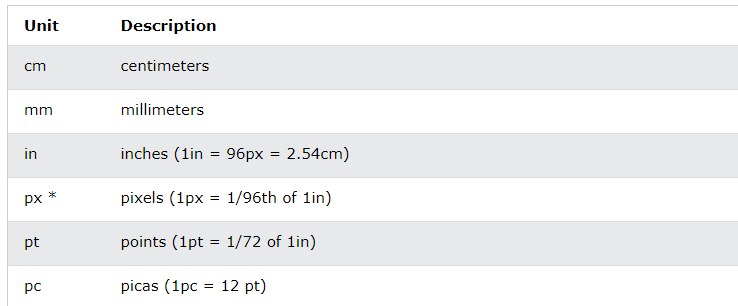 Unit Description
cm centimeters
mm millimeters
in inches (1in = 96px = 2.54cm)
px * pixels (1px = 1/96th of 1in)
pt points (1pt = 1/72 of 1in)
pc picas (1pc = 12 pt)